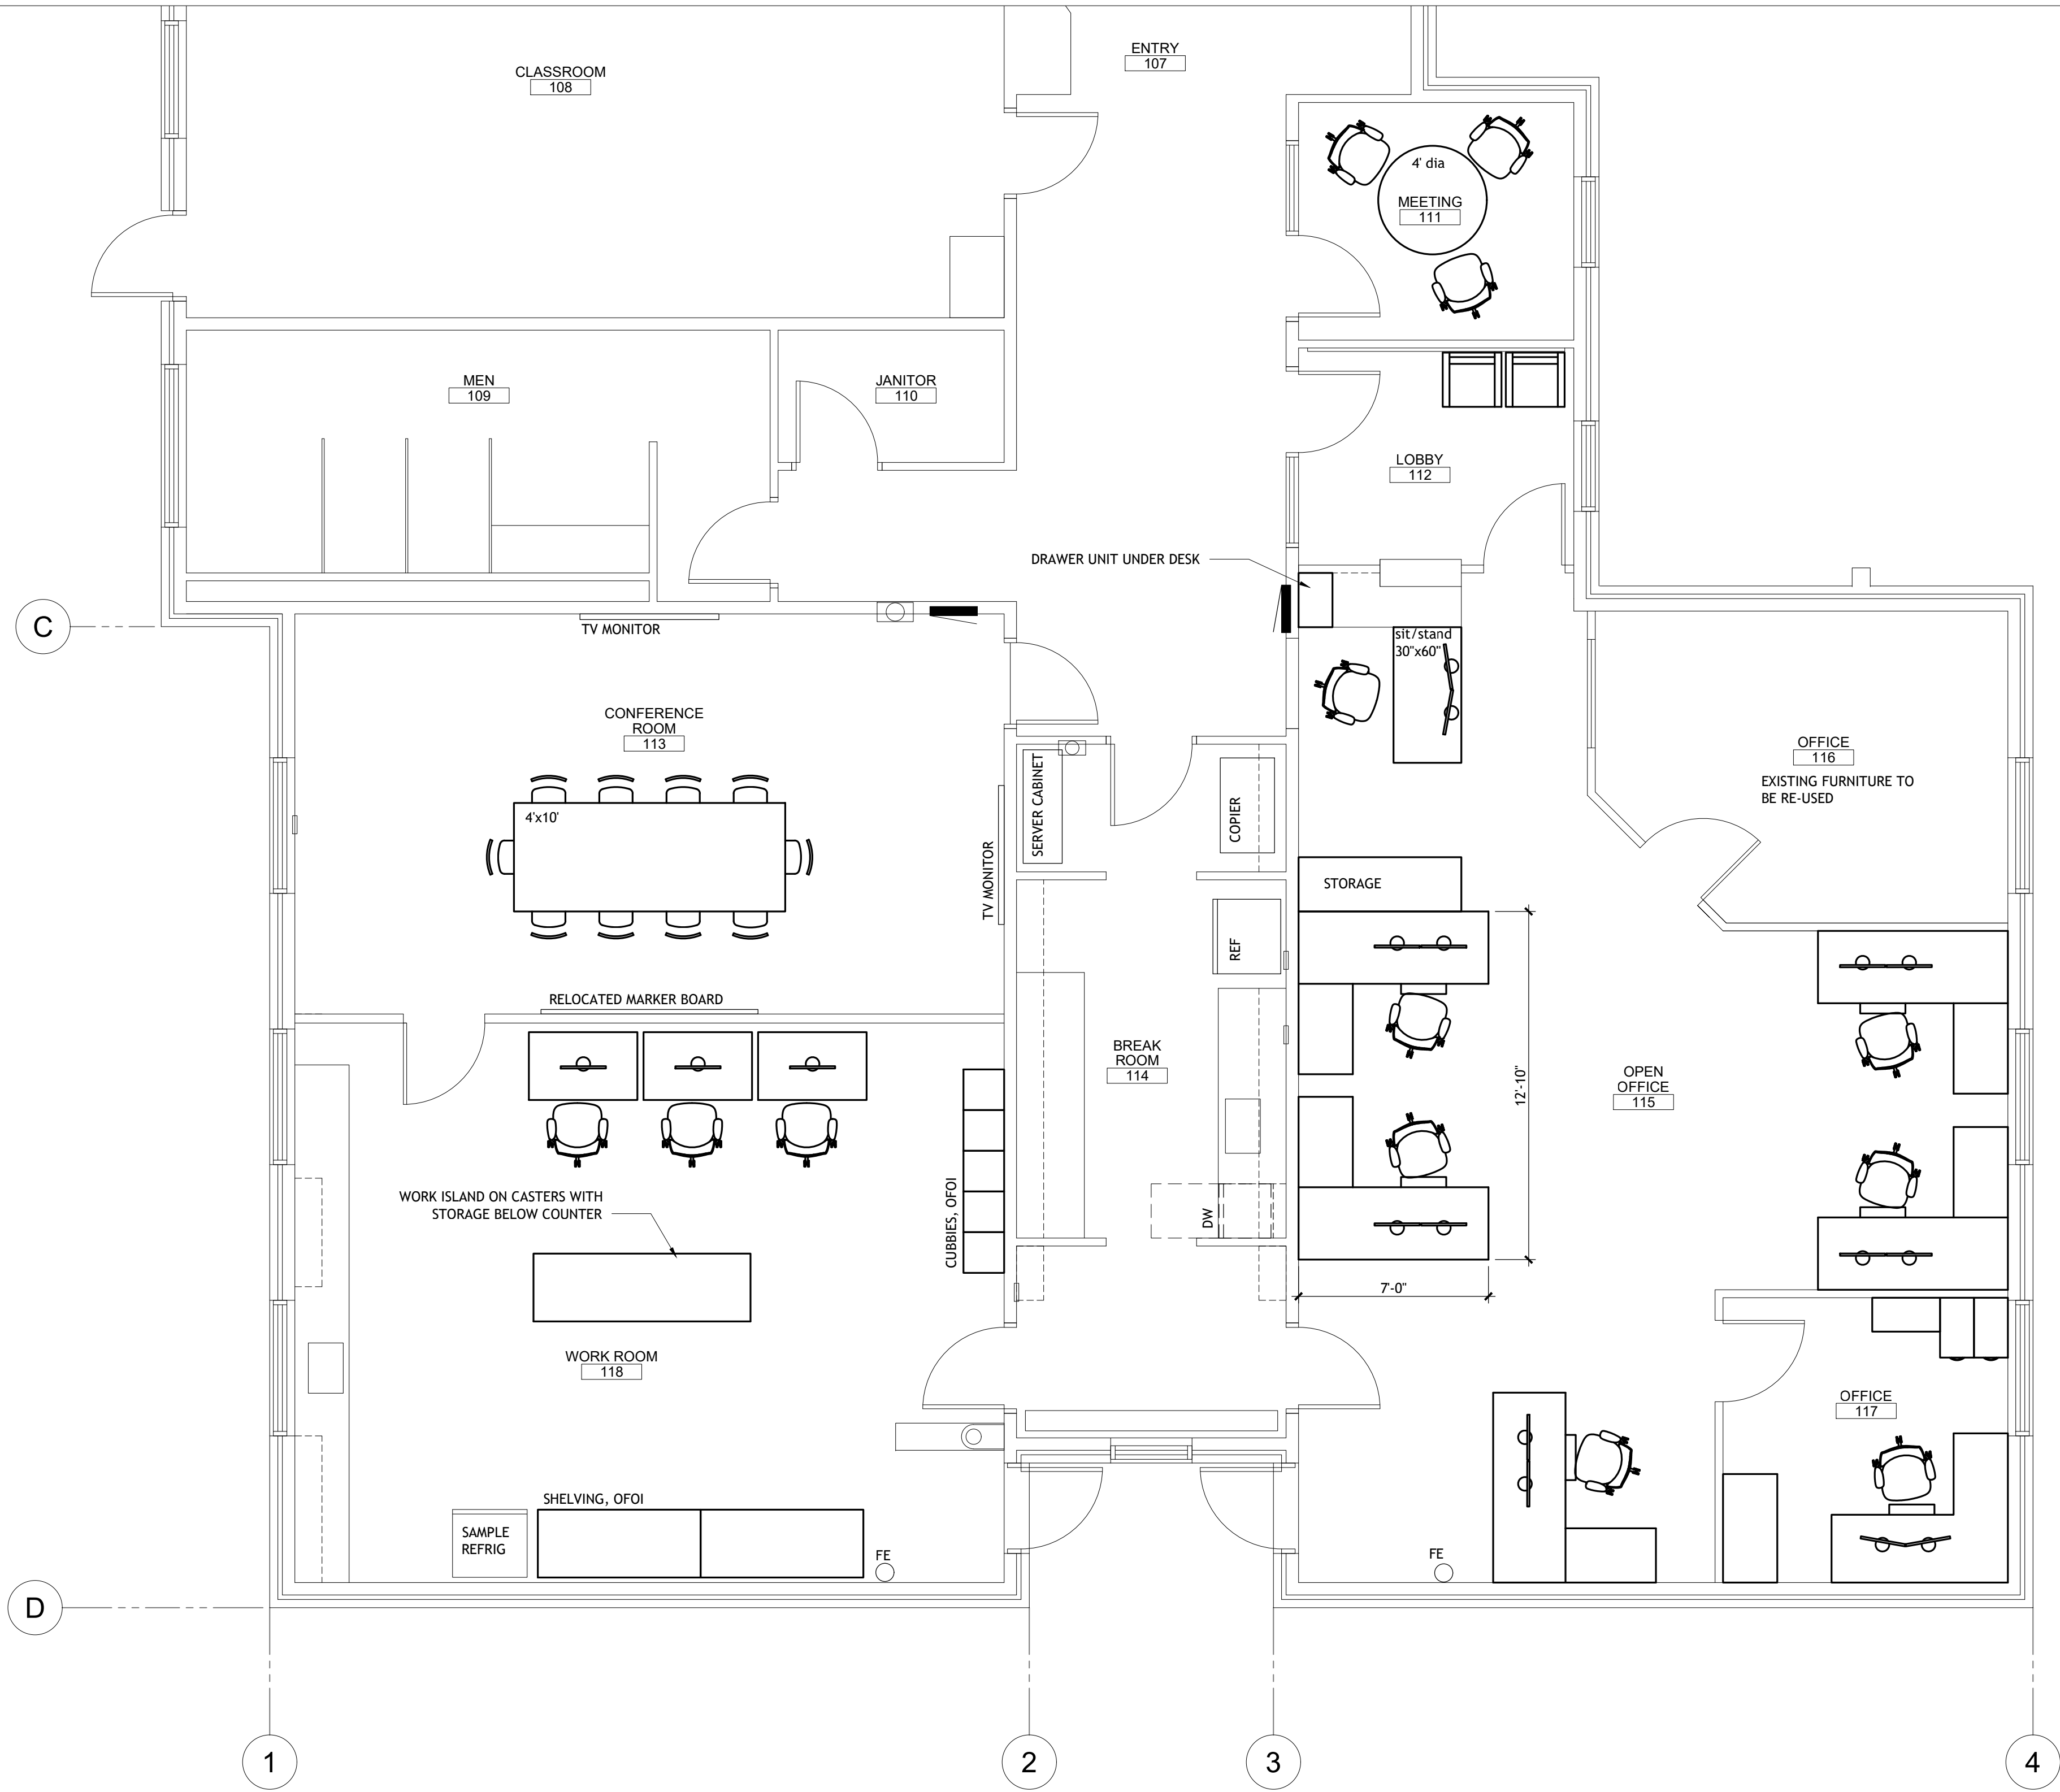 ENTRY
107
CLASSROOM
108
4' dia
MEETING
111
MEN
109
JANITOR
110
LOBBY
112
DRAWER UNIT UNDER DESK
C
TV MONITOR
sit/stand
30"x60"
CONFERENCE
ROOM
113
4'x10'
TV MONITOR
SERVER CABINET
COPIER
OFFICE
116
EXISTING FURNITURE TO
BE RE-USED
STORAGE
REF
RELOCATED MARKER BOARD
BREAK
ROOM
114
12'-10"
OPEN
OFFICE
115
WORK ISLAND ON CASTERS WITH
STORAGE BELOW COUNTER
CUBBIES, OFOI
DW
7'-0"
WORK ROOM
118
OFFICE
117
SHELVING, OFOI
SAMPLE
REFRIG
FE
FE
D
1
2
3
4